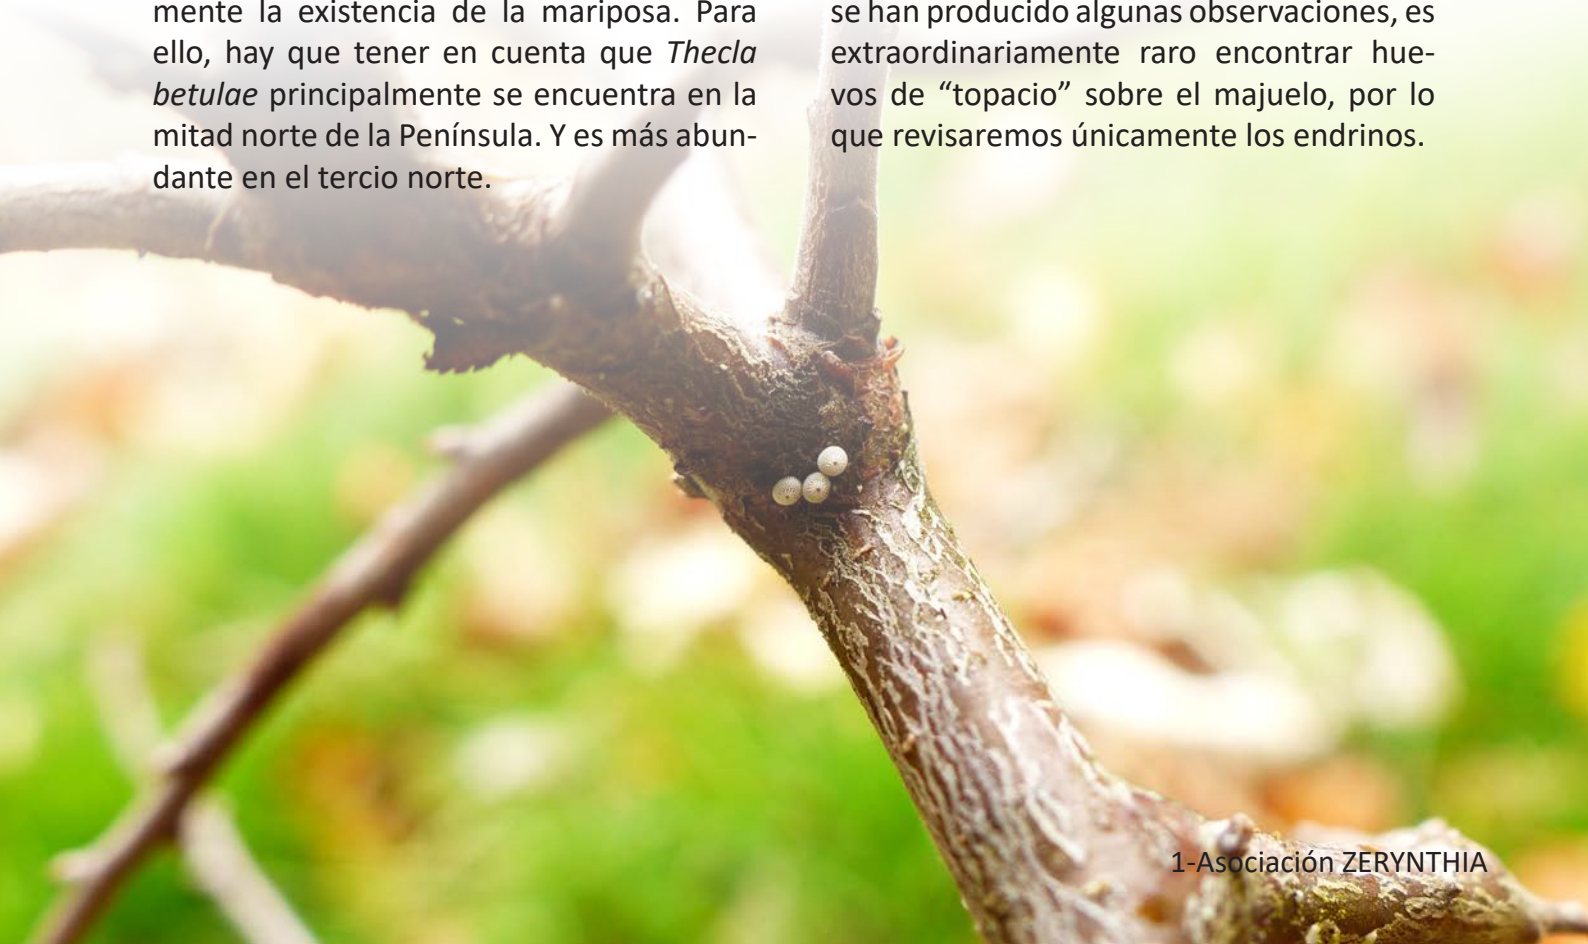 mente la existencia de la mariposa. Para
ello, hay que tener en cuenta que Thecla
betulae principalmente se encuentra en la
mitad norte de la Península. Y es más abun-
dante en el tercio norte.
se han producido algunas observaciones, es
extraordinariamente raro encontrar hue-
vos de “topacio” sobre el majuelo, por lo
que revisaremos únicamente los endrinos.
1-Asociación ZERYNTHIA